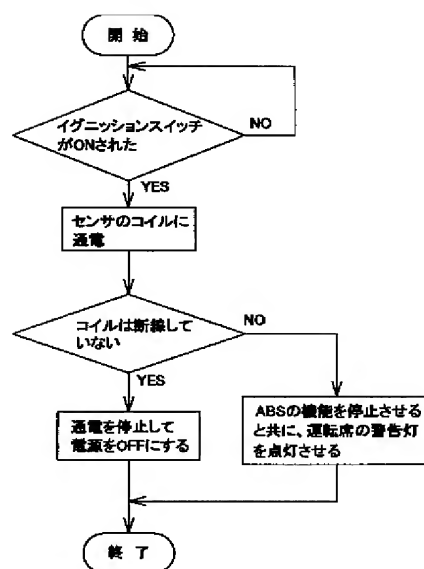 開 始
イグニッションスイッチ
がONされた
NO
YES
センサのコイルに
通電
コイルは断線して
いない
NO
YES
通電を停止して
電源をOFFにする
ABSの機能を停止させる
と共に、運転席の警告灯
を点灯させる
終 了